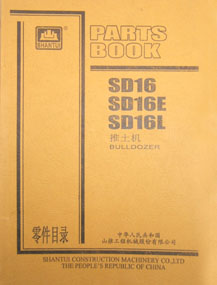 SHANTUI
PARTS
BOOK
SD16
SD16E
SD16L
推土机
BULLDOZER
零件目录
中華人民共和國
山推工程机械股份有限公司
SHANTUI CONSTRUCTION MACHINERY CO.,LTD
THE PEOPLE'S REPUBLIC OF CHINA